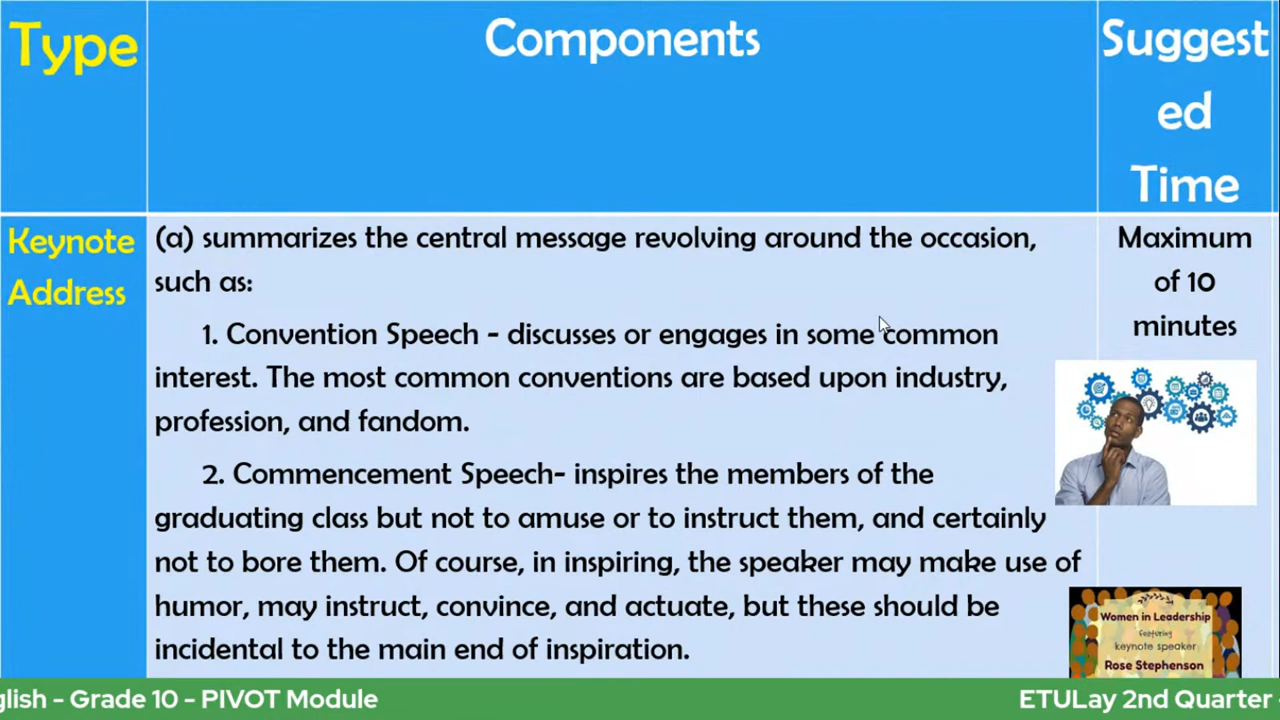 Type
Components
Suggest
ed
Time
Keynote
Address
(a) summarizes the central message revolving around the occasion,
such as:
1. Convention Speech - discusses or engages in some common
interest. The most common conventions are based upon industry,
profession, and fandom.
2. Commencement Speech- inspires the members of the
graduating class but not to amuse or to instruct them, and certainly
not to bore them. Of course, in inspiring, the speaker may make use of
humor, may instruct, convince, and actuate, but these should be
incidental to the main end of inspiration.
Maximum
of 10
minutes
Women in Leadership
featuring
keynote speaker
Rose Stephenson
glish - Grade 10 - PIVOT Module
ETULay 2nd Quarter -